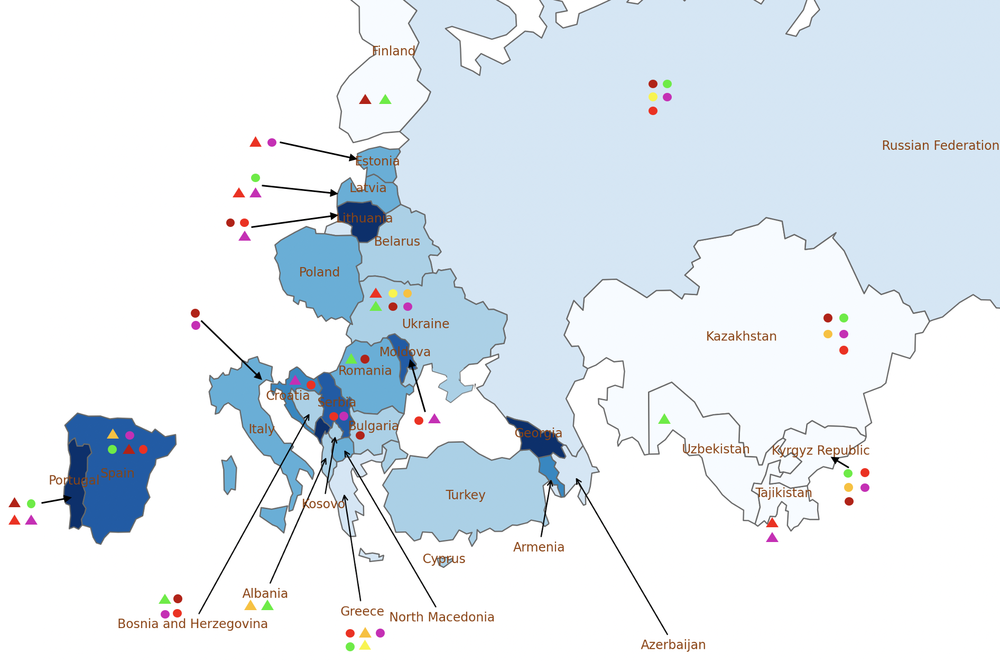 Finland
Russian Federation
Estonia
Latvia
Lithuania
Belarus
Poland
Ukraine
Kazakhstan
Moldova
Romania
Croatia
Serbia
Italy
Bulgaria
Georgia
Uzbekistan
Kyrgyz Republic
Spain
Portugal
Turkey
Tajikistan
Kosovo
Armenia
Cyprus
Albania
Greece
North Macedonia
Bosnia and Herzegovina
Azerbaijan